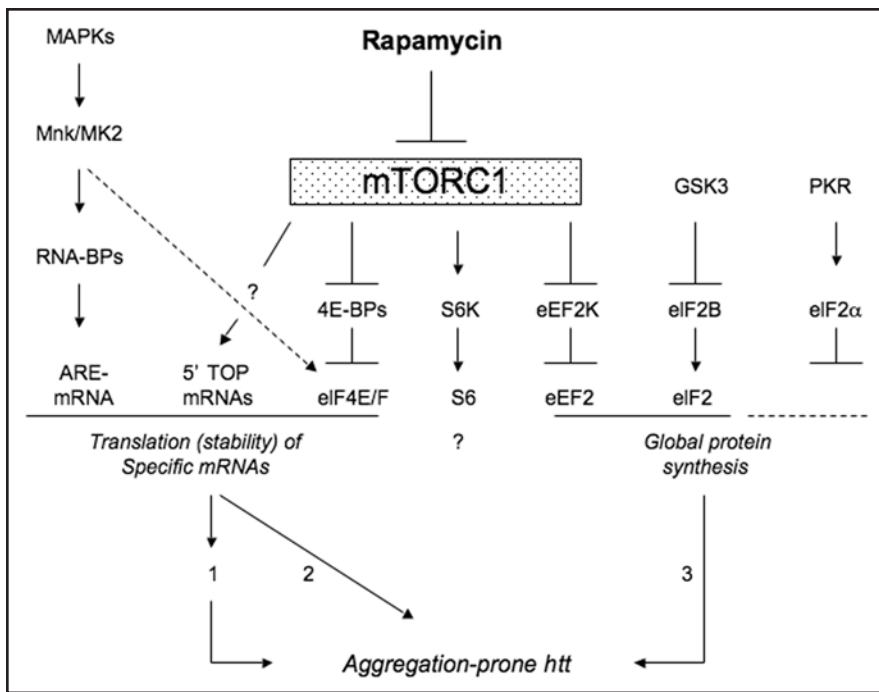 MAPKs
Rapamycin
Mnk/MK2
mTORC1
GSK3
PKR
RNA-BPs
?
4E-BPs
S6K
eEF2K
eIF2B
eIF2α
ARE-
mRNA
5' TOP
mRNAs
eIF4E/F
S6
eEF2
eIF2
Translation (stability) of
Specific mRNAs
?
Global protein
synthesis
1
2
3
Aggregation-prone htt